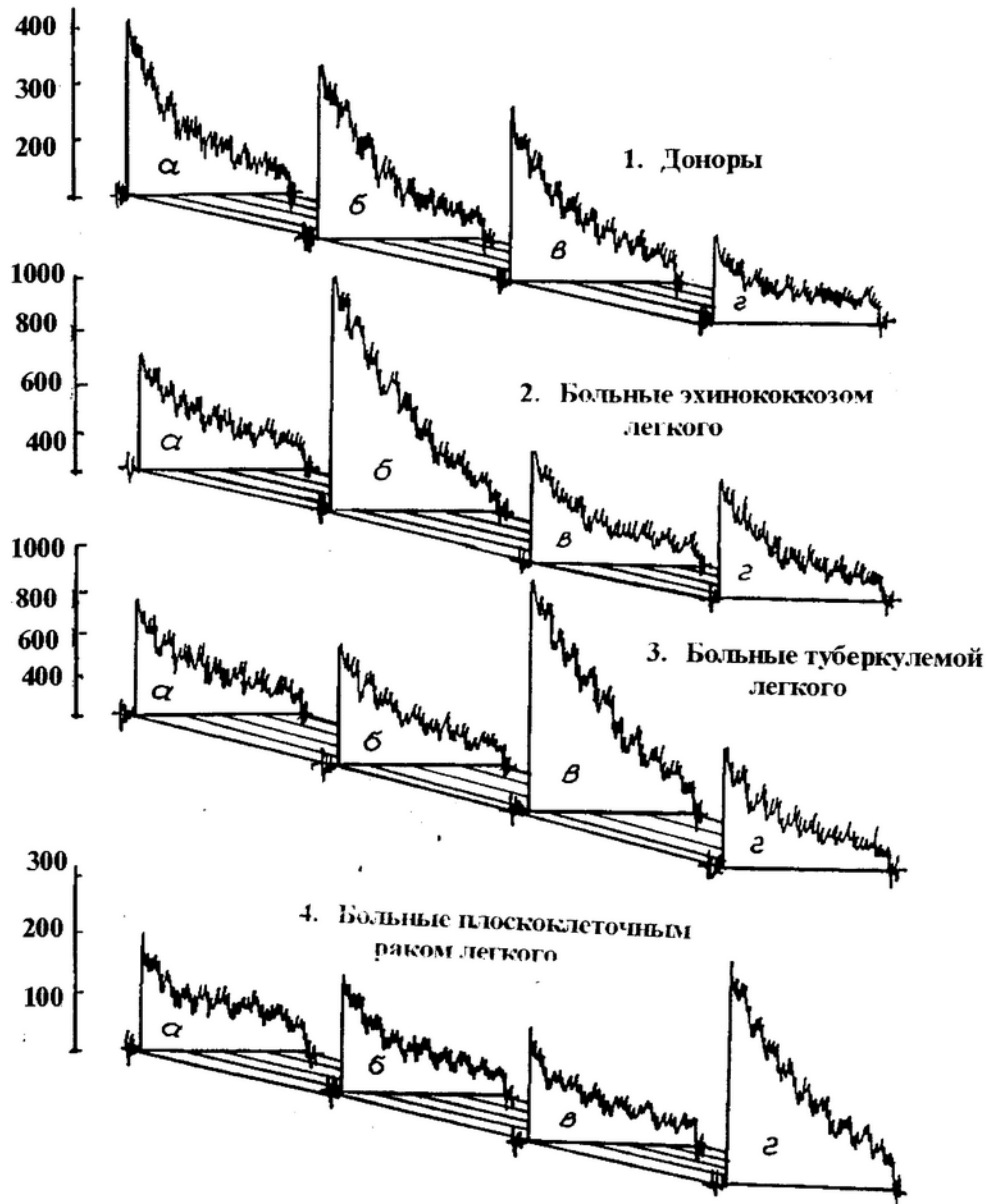 400
300
200
а
б
в
г
1. Доноры
1000
800
600
400
а
б
в
г
2. Больные эхинококкозом
легкого
1000
800
600
400
а
б
в
г
3. Больные туберкулемой
легкого
300
200
100
а
б
в
г
4. Больные плоскоклеточным
раком легкого